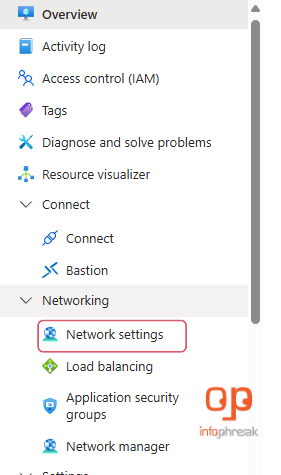 Overview
Activity log
Access control (IAM)
Tags
Diagnose and solve problems
Resource visualizer
Connect
Connect
Bastion
Networking
Network settings
Load balancing
Application security
groups
infophreak
Network manager